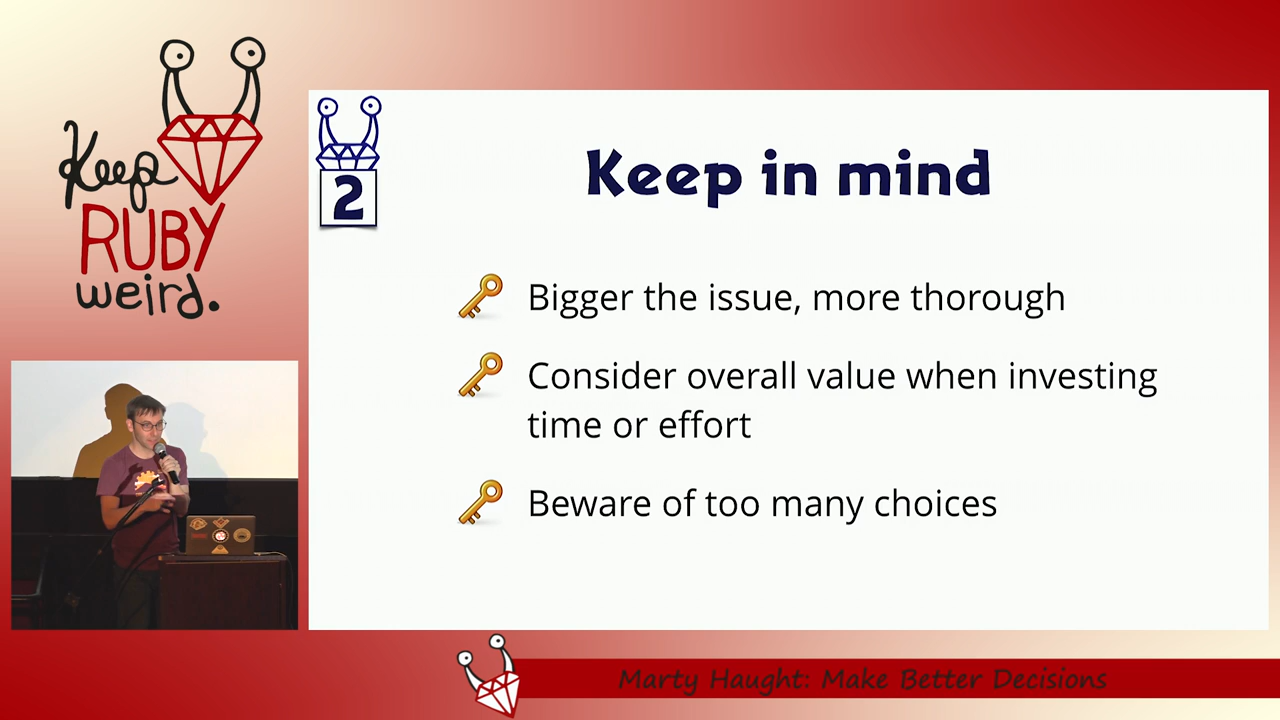 Keep
RUBY
weird.
2
Keep in mind
Bigger the issue, more thorough
Consider overall value when investing
time or effort
Beware of too many choices
Marty Haught: Make Better Decisions